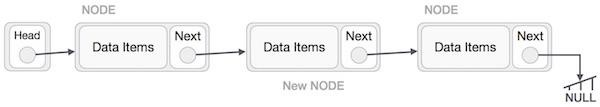 NODE
NODE
Head
Data Items
Next
Data Items
Next
Data Items
Next
New NODE
NULL